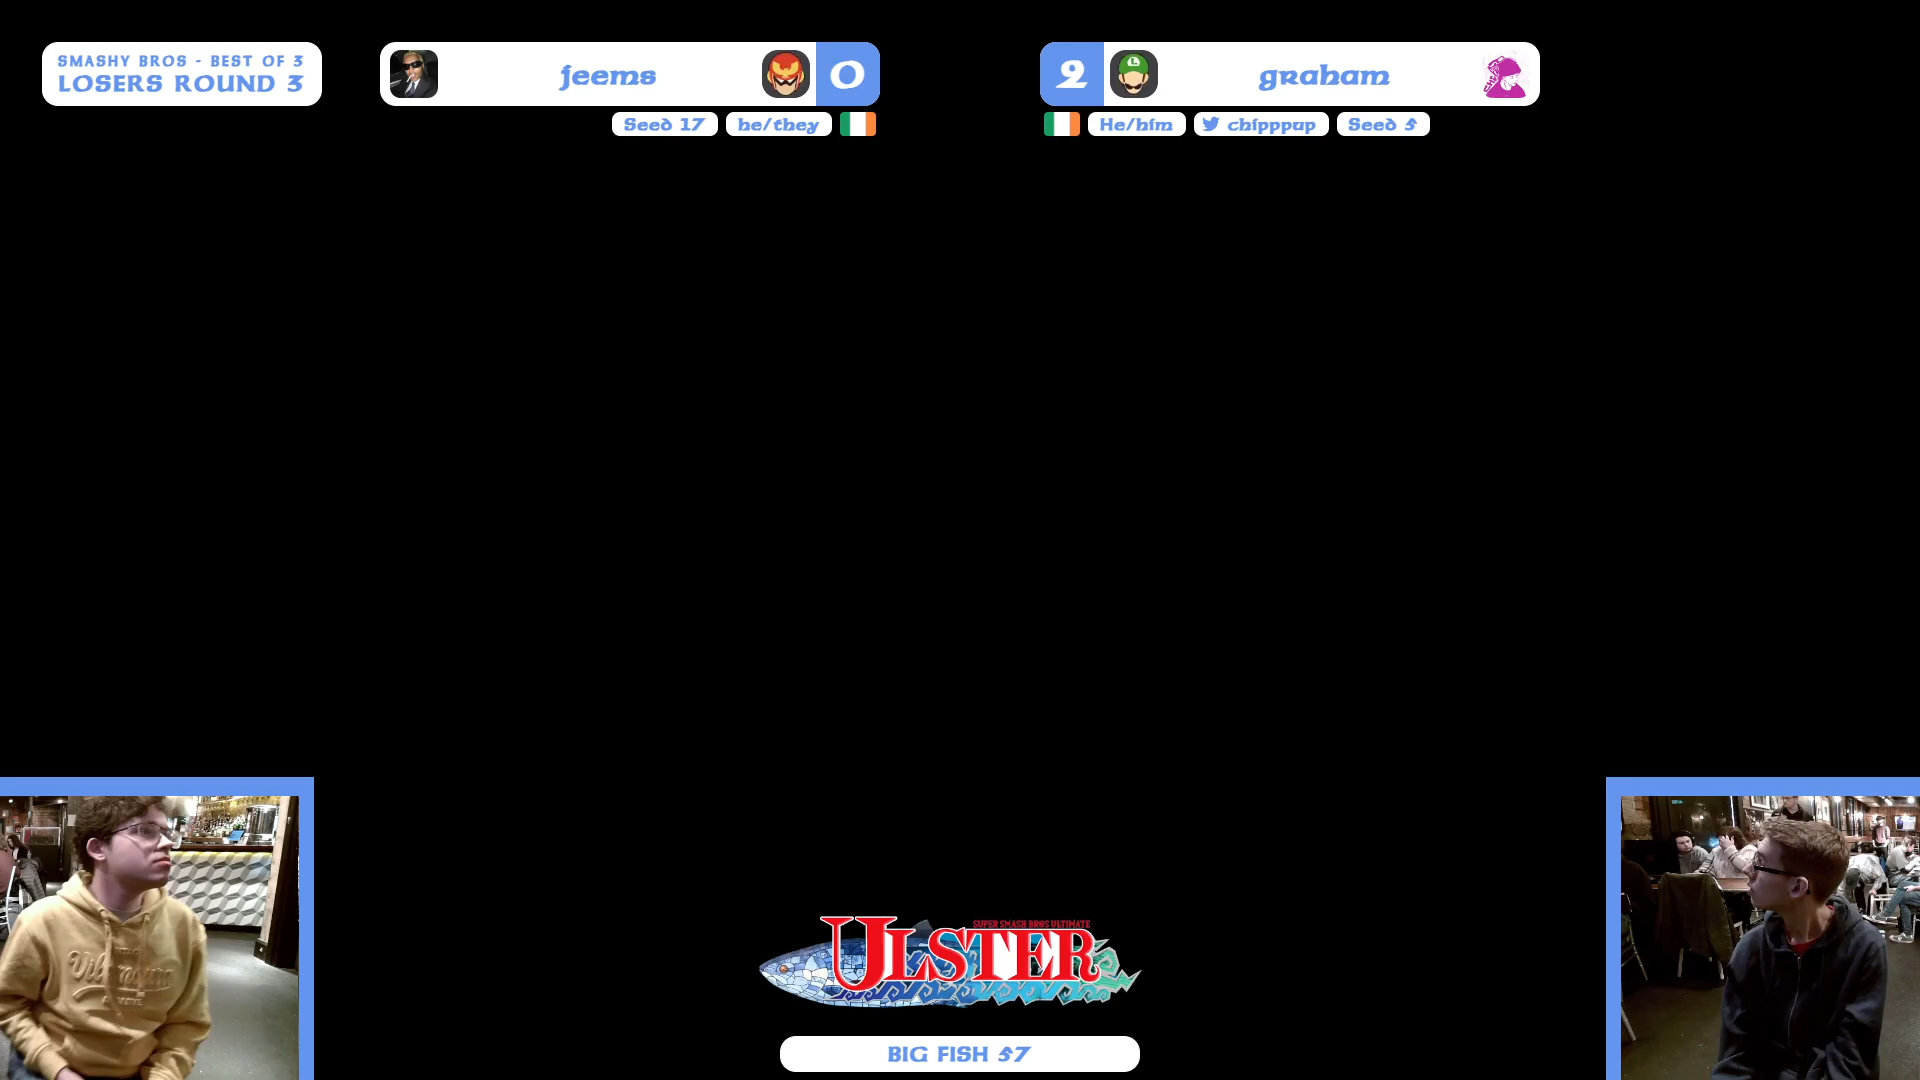 SMASHY BROS - BEST OF 3
LOSERS ROUND 3
jeems
0
2
L
graham
Seed 17
he/they
He/him
chipppup
Seed 5
SUPER SMASH BROS ULTIMATE
ULSTER
BIG FISH 57